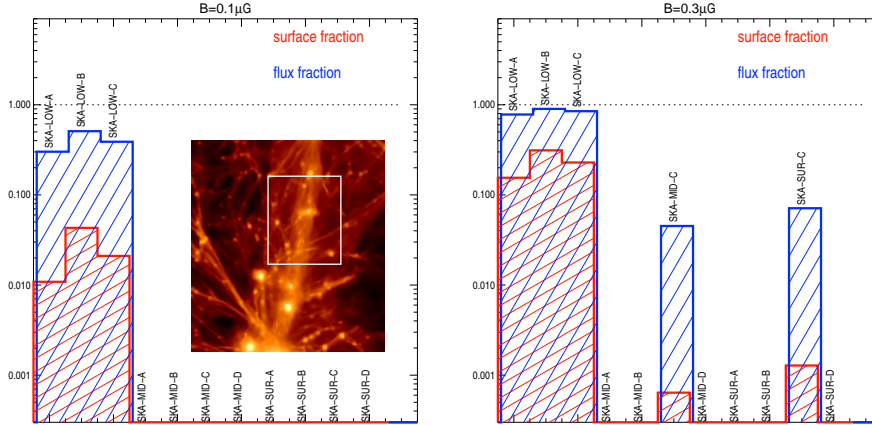 B=0.1μG
surface fraction
flux fraction
1.000
0.100
0.010
0.001
SKA-LOW-A
SKA-LOW-B
SKA-LOW-C
SKA-MID-A
SKA-MID-B
SKA-MID-C
SKA-MID-D
SKA-SUR-A
SKA-SUR-B
SKA-SUR-C
SKA-SUR-D
B=0.3μG
surface fraction
flux fraction
1.000
0.100
0.010
0.001
SKA-LOW-A
SKA-LOW-B
SKA-LOW-C
SKA-MID-A
SKA-MID-B
SKA-MID-C
SKA-MID-D
SKA-SUR-A
SKA-SUR-B
SKA-SUR-C
SKA-SUR-D